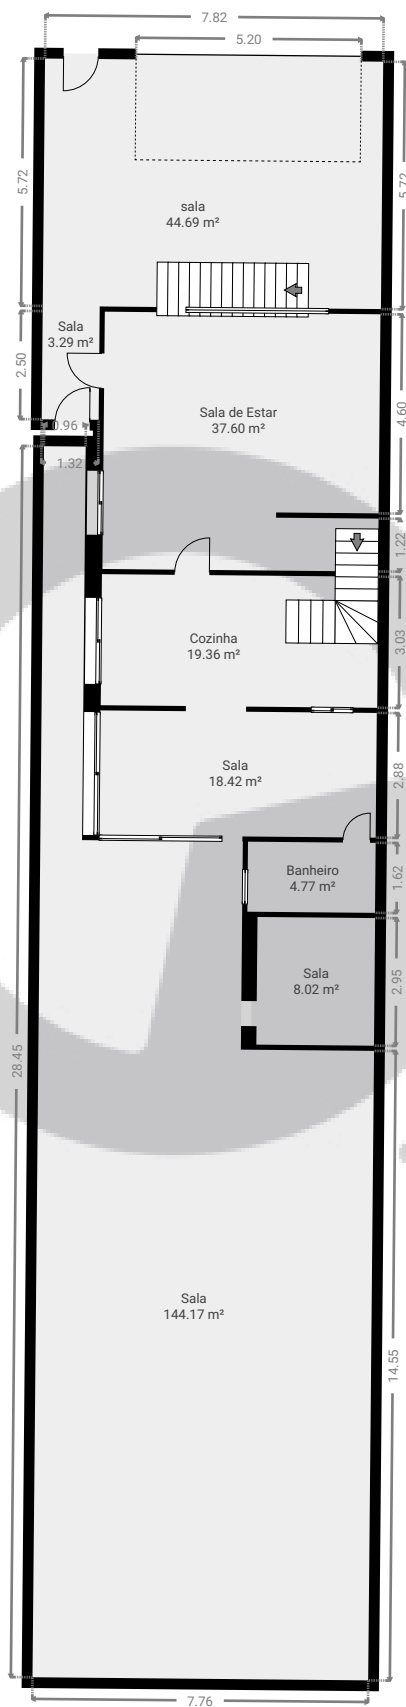 7.82
5.20
5.72
5.72
sala
44.69 m²
Sala
3.29 m²
2.50
Sala de Estar
37.60 m²
4.60
0.96
1.32
1.22
Cozinha
19.36 m²
3.03
Sala
18.42 m²
2.88
Banheiro
4.77 m²
1.62
Sala
8.02 m²
2.95
28.45
Sala
144.17 m²
14.55
7.76